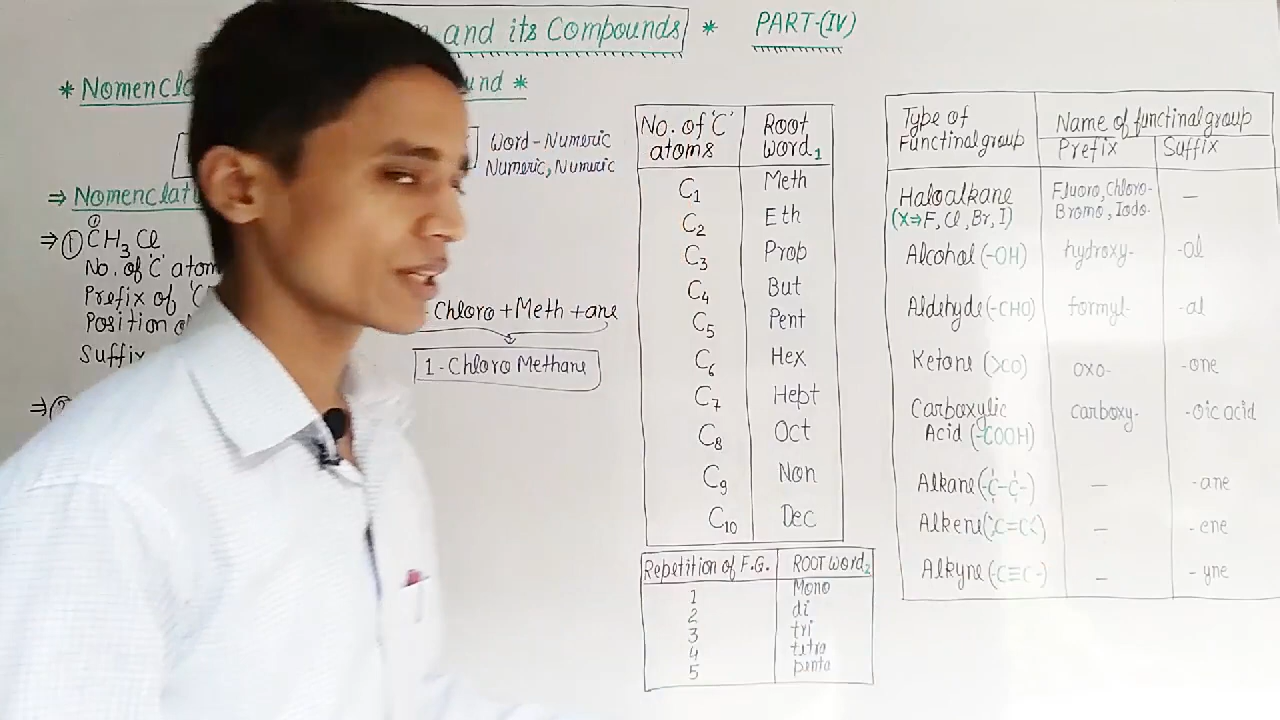 and its Compounds * PART-(IV)
* Nomencla und *
Word-Numeric
Numeric, Numeric
⇒ Nomenclat
⇒ ① CH₃Cl
No. of 'C' atom
Prefix of 'C
Position o
Suffix
- Chloro + Meth + ane
1-Chloro Methane
⇒ ②
No. of 'C' atoms Root word₁
C₁ Meth
C₂ Eth
C₃ Prop
C₄ But
C₅ Pent
C₆ Hex
C₇ Hept
C₈ Oct
C₉ Non
C₁₀ Dec
Repetition of F.G. ROOT word₂
1 Mono
2 di
3 tri
4 tetra
5 penta
Type of Functinal group Name of functinal group
Prefix Suffix
Haloalkane Fluoro, Chloro- —
(X⇒F, Cl, Br, I) Bromo, Iodo.
Alcohol (-OH) hydroxy- -ol
Aldehyde (-CHO) formyl- -al
Ketone (>CO) oxo- -one
Carboxylic carboxy- -oic acid
Acid (-COOH)
Alkane (-C-C-) — -ane
Alkene (>C=C<) — -ene
Alkyne (-C≡C-) — -yne